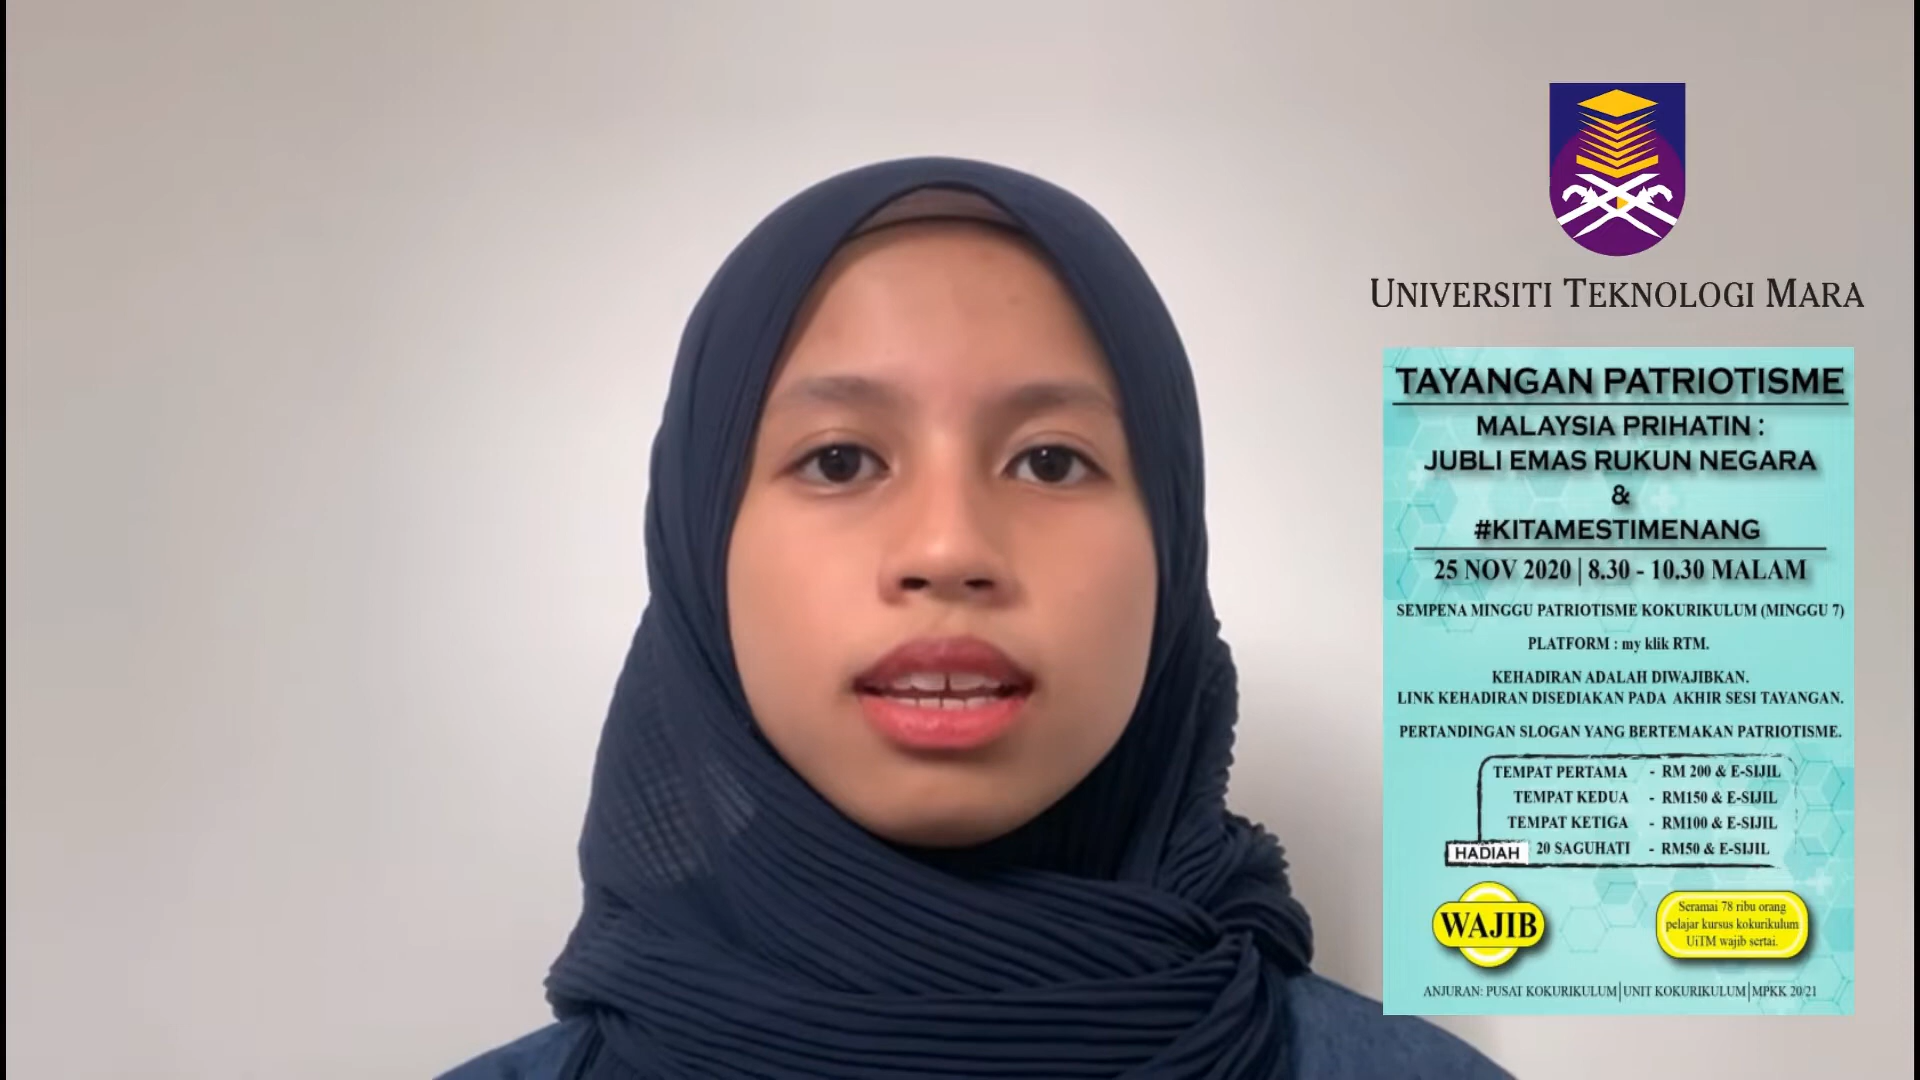 UNIVERSITI TEKNOLOGI MARA
TAYANGAN PATRIOTISME
MALAYSIA PRIHATIN :
JUBLI EMAS RUKUN NEGARA
&
#KITAMESTIMENANG
25 NOV 2020 | 8.30 - 10.30 MALAM
SEMPENA MINGGU PATRIOTISME KOKURIKULUM (MINGGU 7)
PLATFORM : my klik RTM.
KEHADIRAN ADALAH DIWAJIBKAN.
LINK KEHADIRAN DISEDIAKAN PADA AKHIR SESI TAYANGAN.
PERTANDINGAN SLOGAN YANG BERTEMAKAN PATRIOTISME.
TEMPAT PERTAMA - RM 200 & E-SIJIL
TEMPAT KEDUA - RM150 & E-SIJIL
TEMPAT KETIGA - RM100 & E-SIJIL
HADIAH 20 SAGUHATI - RM50 & E-SIJIL
WAJIB
Seramai 78 ribu orang
pelajar kursus kokurikulum
UiTM wajib sertai.
ANJURAN: PUSAT KOKURIKULUM | UNIT KOKURIKULUM | MPKK 20/21